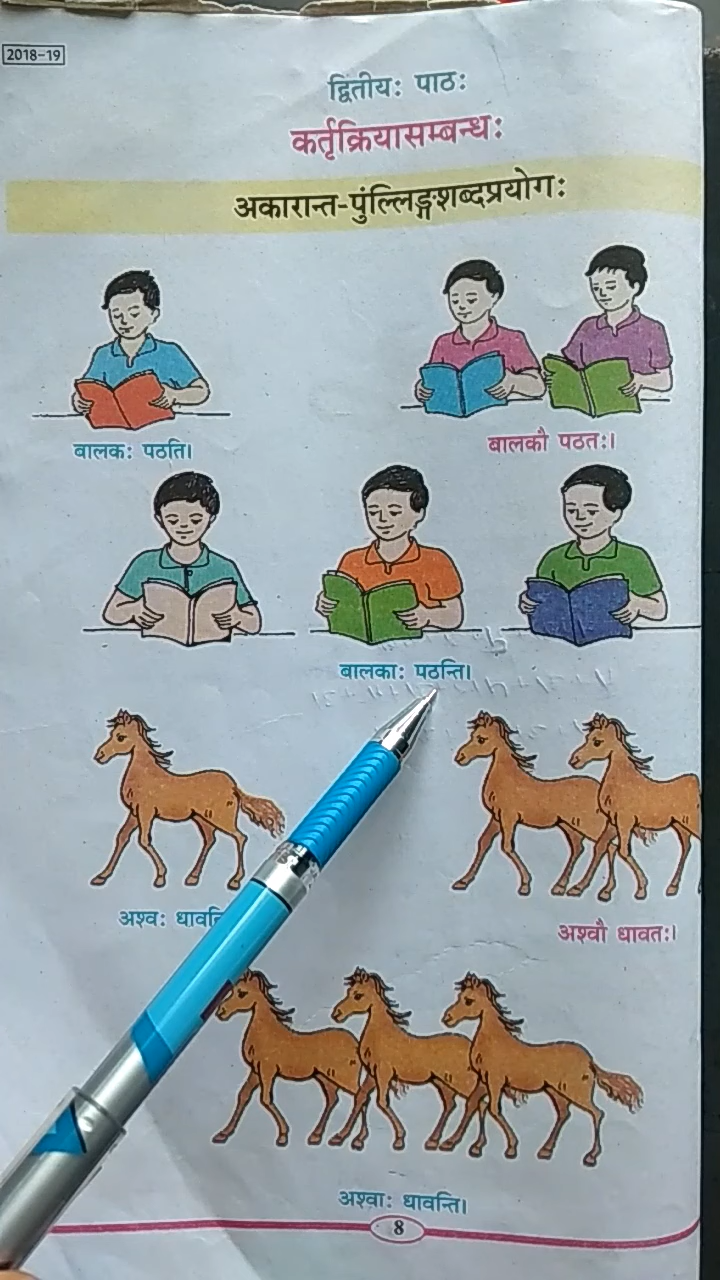 2018-19
द्वितीयः पाठः
कर्तृक्रियासम्बन्धः
अकारान्त-पुंल्लिङ्गशब्दप्रयोगः
बालकः पठति।
बालकौ पठतः।
बालकाः पठन्ति।
अश्वः
अश्वौ धावतः।
अश्वाः धावन्ति।
8